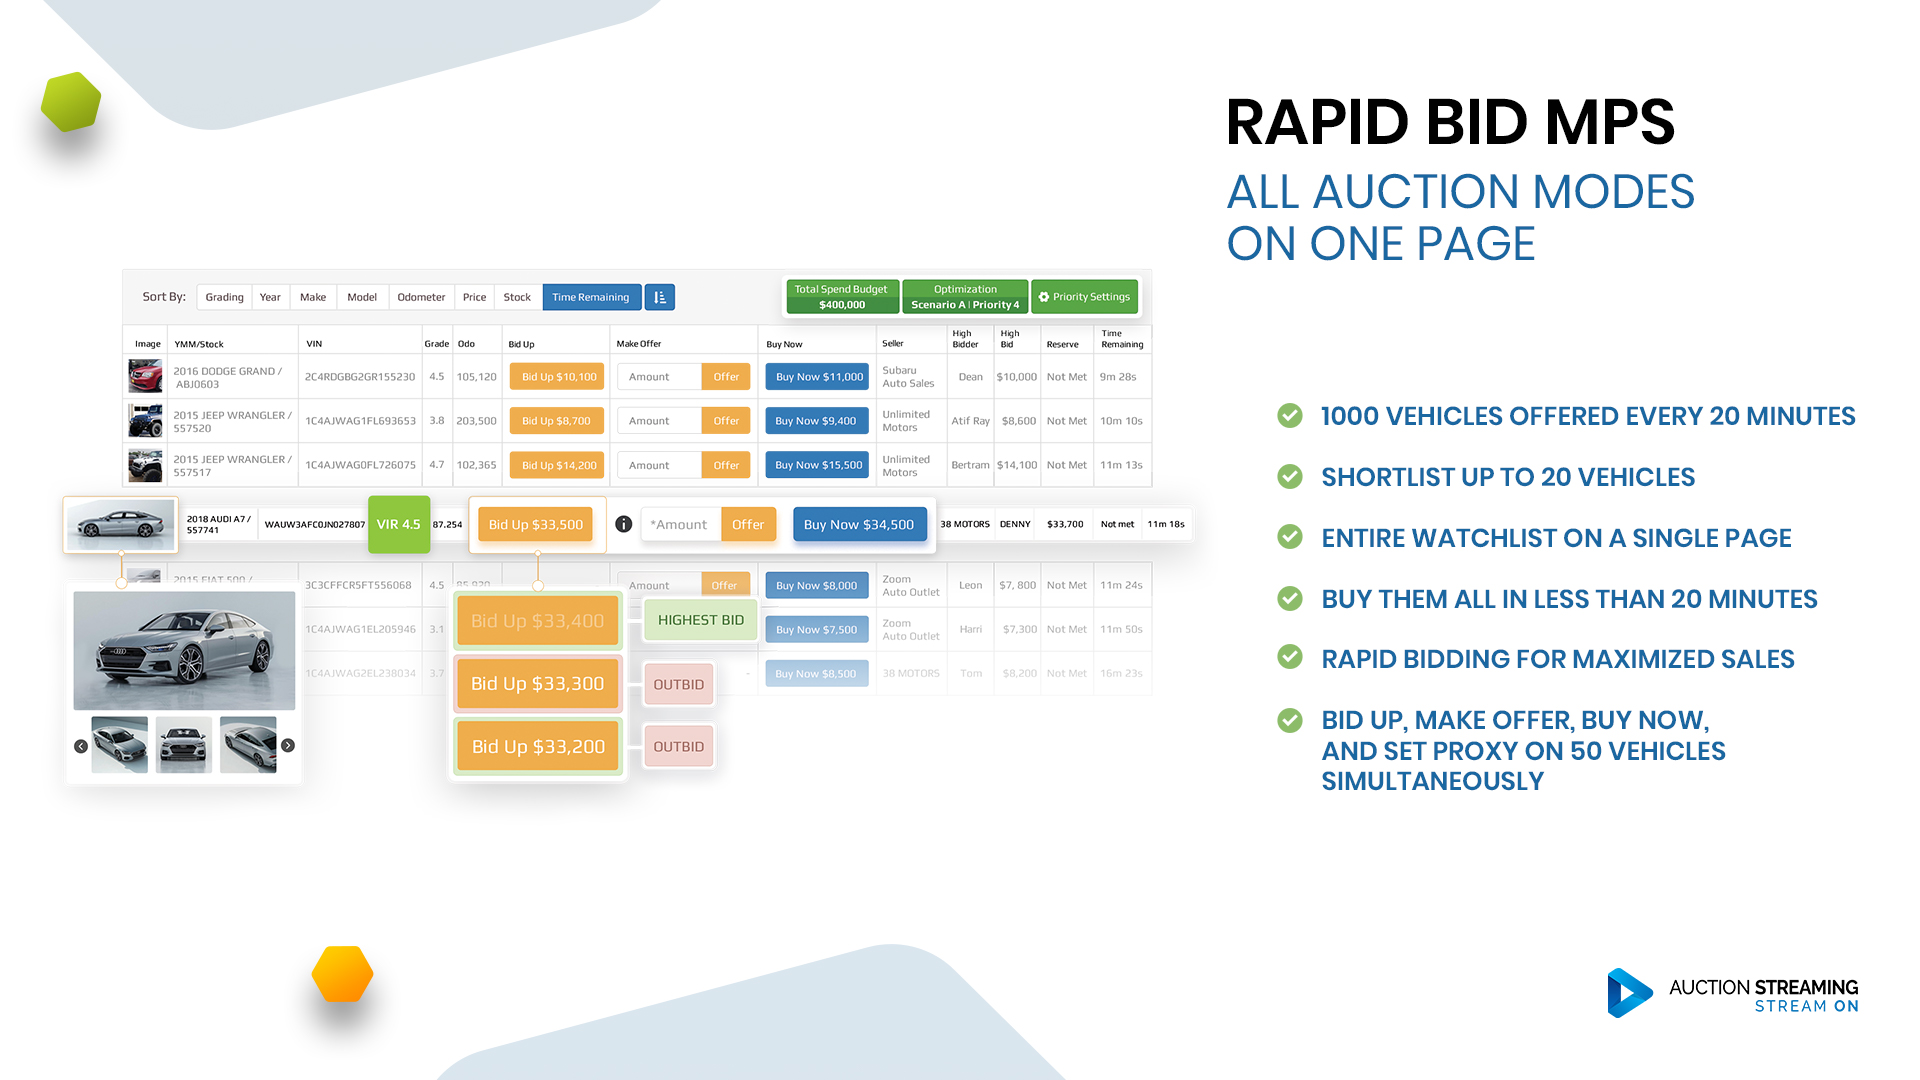 RAPID BID MPS
ALL AUCTION MODES
ON ONE PAGE
Sort By: Grading Year Make Model Odometer Price Stock Time Remaining
Total Spend Budget
$400,000
Optimization
Scenario A | Priority 4
Priority Settings
Image YMM/Stock VIN Grade Odo Bid Up Make Offer Buy Now Seller High Bidder High Bid Reserve Time Remaining
2016 DODGE GRAND / ABJ0603 2C4RDGBG2GR155230 4.5 105,120 Bid Up $10,100 Amount Offer Buy Now $11,000 Subaru Auto Sales Dean $10,000 Not Met 9m 28s
2015 JEEP WRANGLER / 557520 1C4AJWAG1FL693653 3.8 203,500 Bid Up $8,700 Amount Offer Buy Now $9,400 Unlimited Motors Atif Ray $8,600 Not Met 10m 10s
2015 JEEP WRANGLER / 557517 1C4AJWAG0FL726075 4.7 102,365 Bid Up $14,200 Amount Offer Buy Now $15,500 Unlimited Motors Bertram $14,100 Not Met 11m 13s
2018 AUDI A7 / 557741 WAUW3AFC0JN027807 VIR 4.5 87.254 Bid Up $33,500 i *Amount Offer Buy Now $34,500 38 MOTORS DENNY $33,700 Not met 11m 18s
2015 FIAT 500 / 3C3CFFCR5FT556068 4.5 85,920 Amount Offer Buy Now $8,000 Zoom Auto Outlet Leon $7, 800 Not Met 11m 24s
1C4AJWAG1EL205946 3.1 Buy Now $7,500 Zoom Auto Outlet Harri $7,300 Not Met 11m 50s
1C4AJWAG2EL238034 3.7 - Buy Now $8,500 38 MOTORS Tom $8,200 Not Met 16m 23s
Bid Up $33,400 HIGHEST BID
Bid Up $33,300 OUTBID
Bid Up $33,200 OUTBID
1000 VEHICLES OFFERED EVERY 20 MINUTES
SHORTLIST UP TO 20 VEHICLES
ENTIRE WATCHLIST ON A SINGLE PAGE
BUY THEM ALL IN LESS THAN 20 MINUTES
RAPID BIDDING FOR MAXIMIZED SALES
BID UP, MAKE OFFER, BUY NOW,
AND SET PROXY ON 50 VEHICLES
SIMULTANEOUSLY
AUCTION STREAMING
STREAM ON